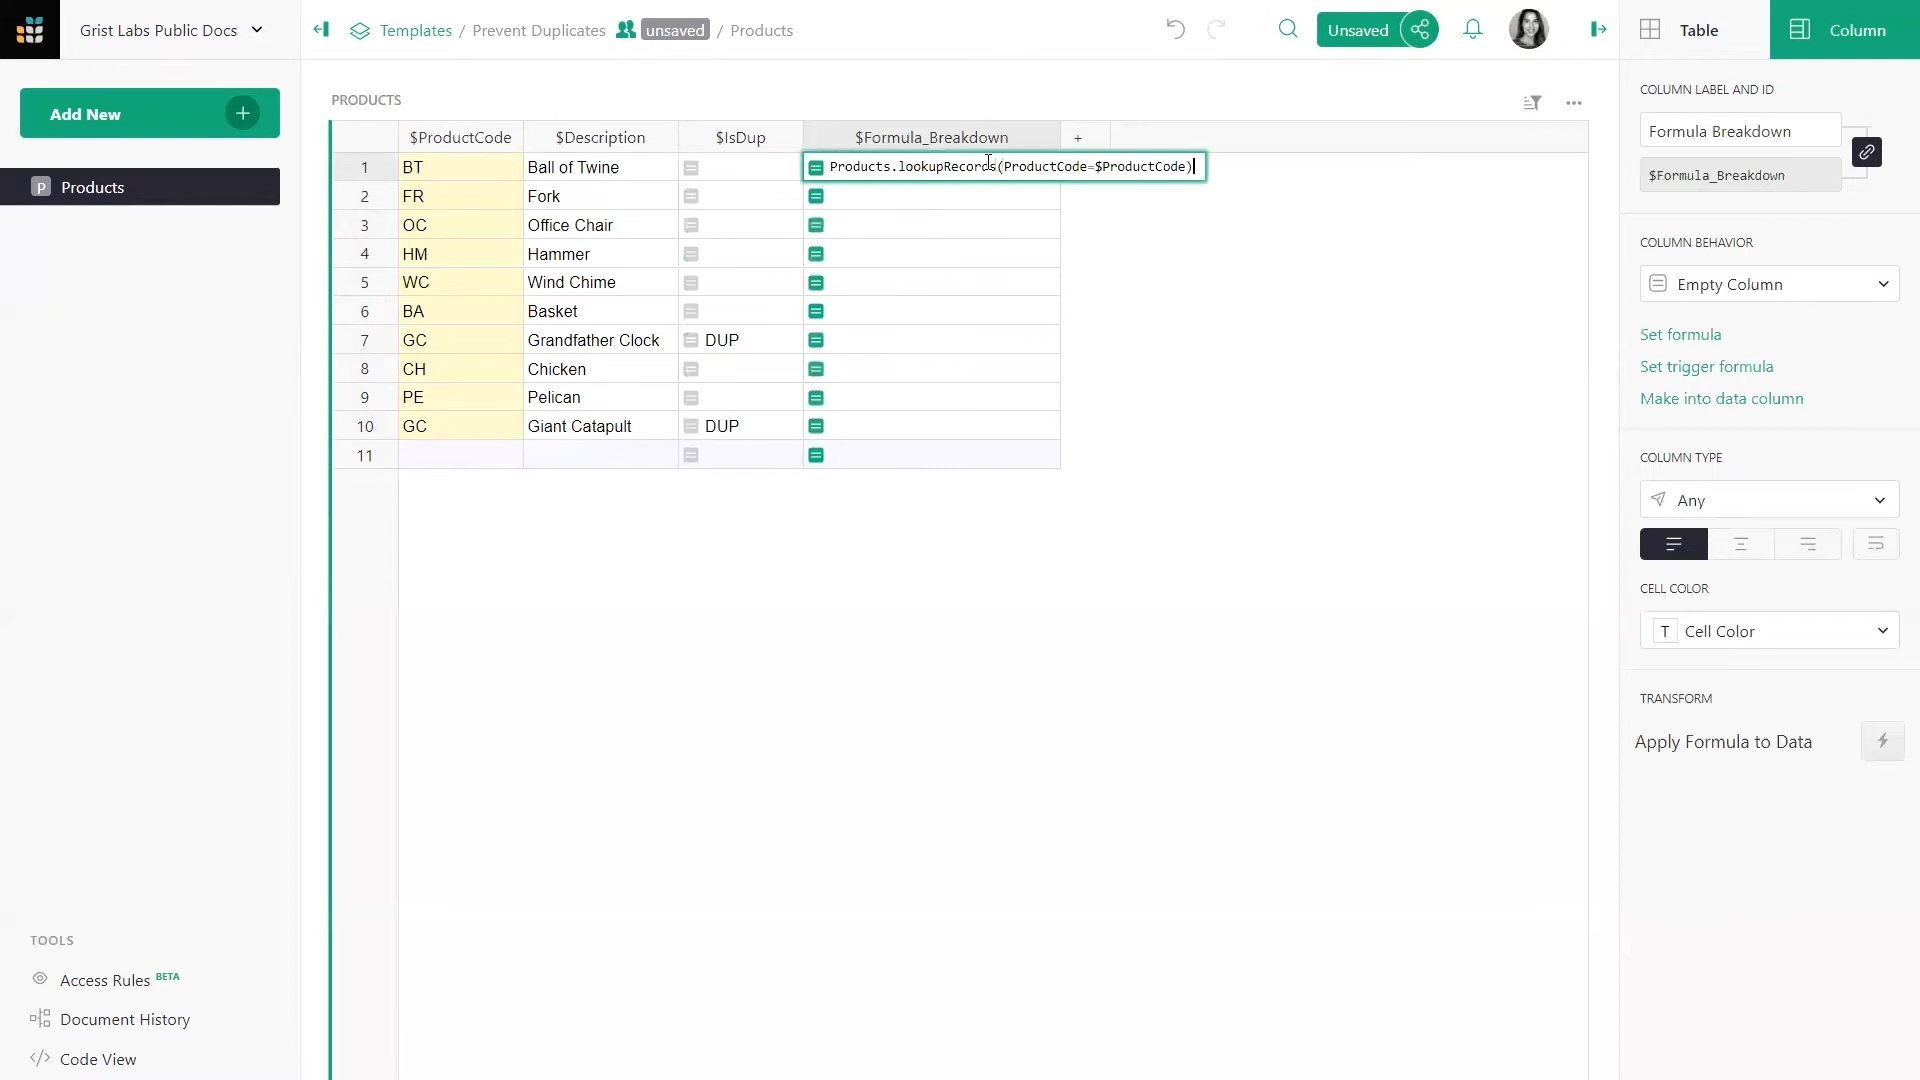 Grist Labs Public Docs
Templates / Prevent Duplicates unsaved / Products
Unsaved
Table
Column
Add New +
P Products
PRODUCTS
$ProductCode $Description $IsDup $Formula_Breakdown +
1 BT Ball of Twine Products.lookupRecords(ProductCode=$ProductCode)
2 FR Fork
3 OC Office Chair
4 HM Hammer
5 WC Wind Chime
6 BA Basket
7 GC Grandfather Clock DUP
8 CH Chicken
9 PE Pelican
10 GC Giant Catapult DUP
11
TOOLS
Access Rules BETA
Document History
Code View
COLUMN LABEL AND ID
Formula Breakdown
$Formula_Breakdown
COLUMN BEHAVIOR
Empty Column
Set formula
Set trigger formula
Make into data column
COLUMN TYPE
Any
CELL COLOR
T Cell Color
TRANSFORM
Apply Formula to Data